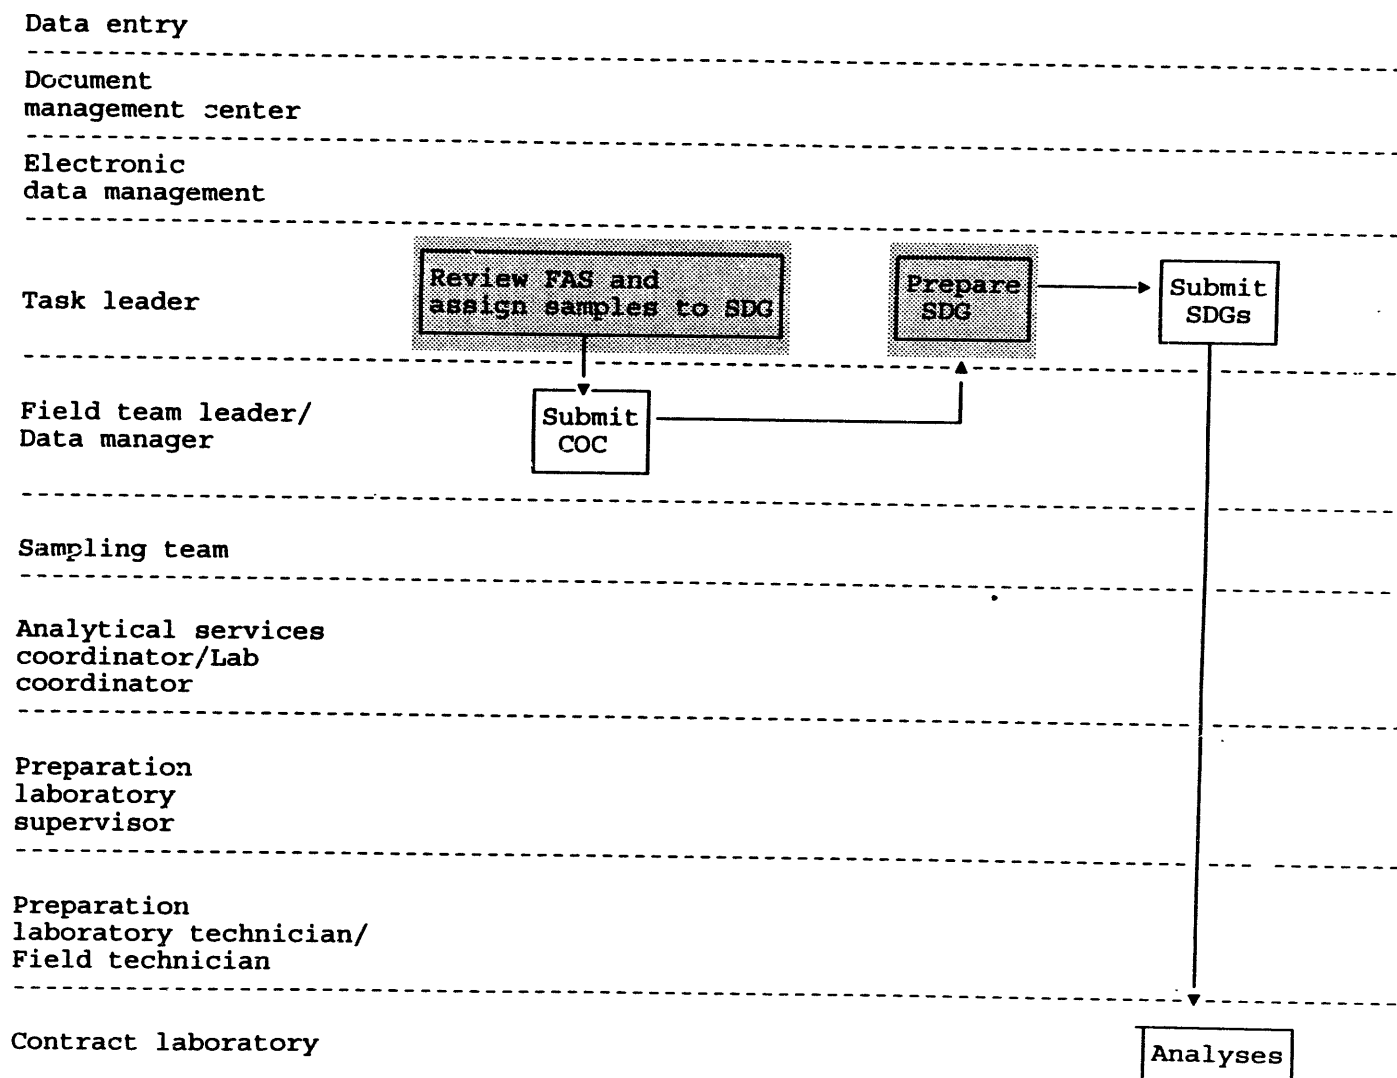 Data entry
Document
management center
Electronic
data management
Task leader
Review FAS and
assign samples to SDG
Prepare
SDG
Submit
SDGs
Field team leader/
Data manager
Submit
COC
Sampling team
Analytical services
coordinator/Lab
coordinator
Preparation
laboratory
supervisor
Preparation
laboratory technician/
Field technician
Contract laboratory
Analyses